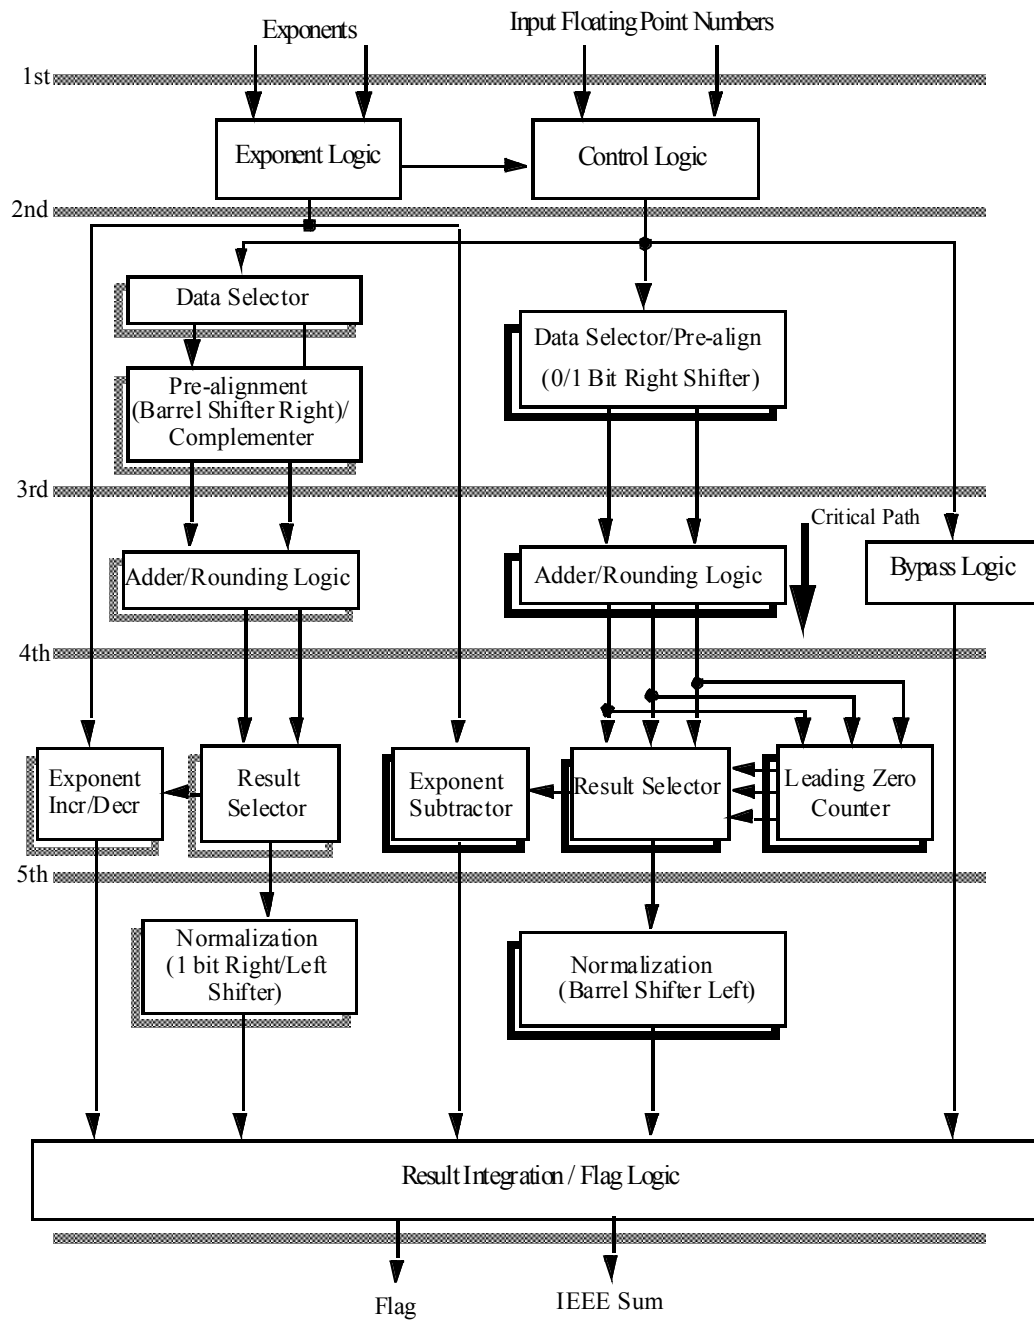 Exponents
Input Floating Point Numbers
1st
Exponent Logic
Control Logic
2nd
Data Selector
Data Selector/Pre-align
(0/1 Bit Right Shifter)
Pre-alignment
(Barrel Shifter Right)/
Complementer
3rd
Critical Path
Adder/Rounding Logic
Adder/Rounding Logic
Bypass Logic
4th
Exponent
Incr/Decr
Result
Selector
Exponent
Subtractor
Result Selector
Leading Zero
Counter
5th
Normalization
(1 bit Right/Left
Shifter)
Normalization
(Barrel Shifter Left)
Result Integration / Flag Logic
Flag
IEEE Sum